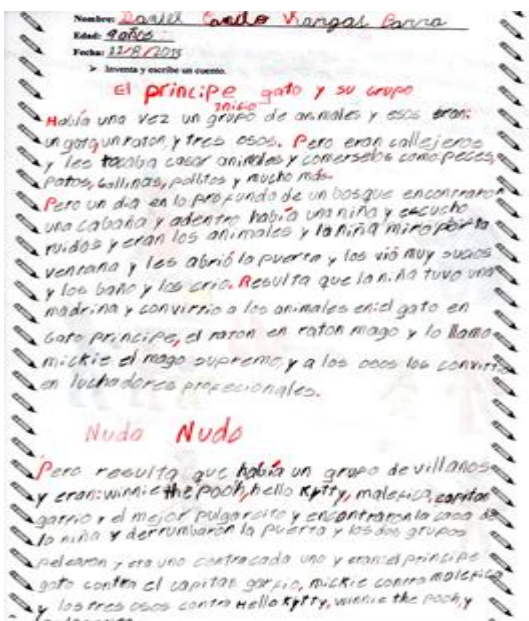 Nombre: Daniel Camilo Vargas Parra
Edad: 9 años
Fecha: 22/8/2015
➤ Inventa y escribe un cuento.
El príncipe gato y su grupo
Inicio
Había una vez un grupo de animales y esos eran:
un gato, un raton, y tres osos. Pero eran callejeros
y les tocaba casar animales y comerselos como peces,
patos, gallinas, pollitos y mucho más.
Pero un dia en lo profundo de un bosque encontraron
una cabaña y adentro había una niña y escucho
ruidos y eran los animales y la niña miro por la
ventana y les abrió la puerta y los vió muy sucios
y los baño y los crio. Resulta que la niña tuvo una
madrina y convirtio a los animales en: el gato en
Gato principe, el raton en raton mago y lo llamo
mickie el mago supremo, y a los osos los convirtio
en luchadores profecionales.
Nudo Nudo
Pero resulta que había un grupo de villanos
y eran: winnie the pooh, hello kytty, malefica, capitan
garfio y el mejor pulgarcito y encontraron la casa de
la niña y derrumbaron la puerta y los dos grupos
pelearon y era uno contra cada uno y eran: el principe
gato contra el capitan garfio, mickie contra malefica
y los tres osos contra Hello kytty, winnie the pooh, y